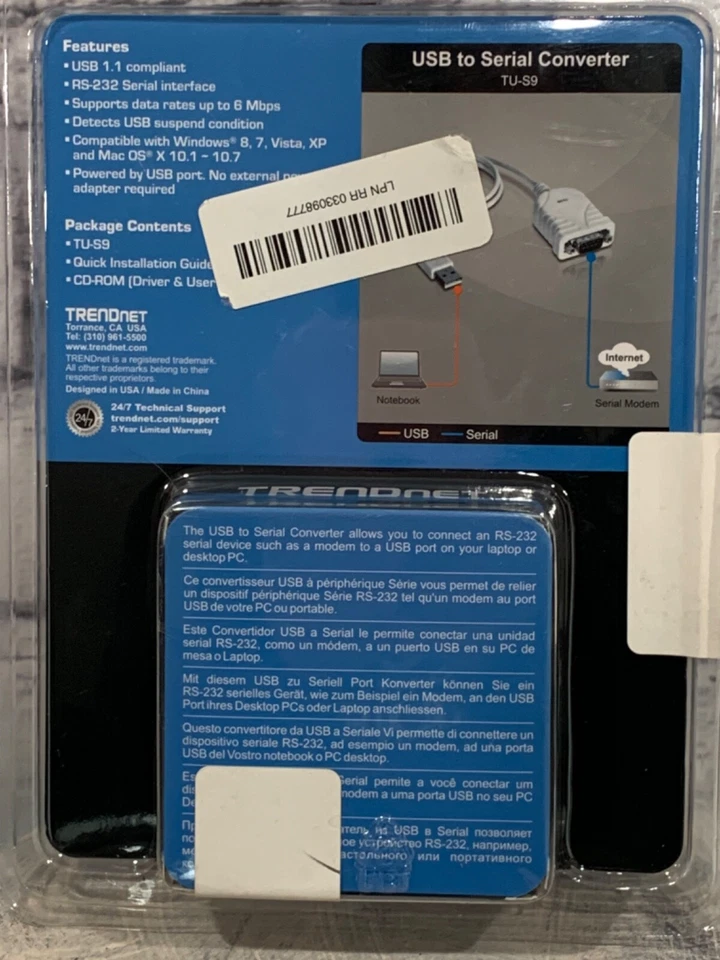 Features
▪ USB 1.1 compliant
▪ RS-232 Serial interface
▪ Supports data rates up to 6 Mbps
▪ Detects USB suspend condition
▪ Compatible with Windows® 8, 7, Vista, XP
and Mac OS® X 10.1 ~ 10.7
▪ Powered by USB port. No external
adapter required
Package Contents
▪ TU-S9
▪ Quick Installation Guide
▪ CD-ROM (Driver & User
TRENDNET
Torrance, CA USA
Tel: (310) 961-5500
www.trendnet.com
TRENDnet is a registered trademark.
All other trademarks belong to their
respective proprietors.
Designed in USA / Made in China
24/7
24/7 Technical Support
trendnet.com/support
2-Year Limited Warranty
USB to Serial Converter
TU-S9
LPN RR 033098777
Internet
Notebook
Serial Modem
USB
Serial
TRENDNET
The USB to Serial Converter allows you to connect an RS-232
serial device such as a modem to a USB port on your laptop or
desktop PC.
Ce convertisseur USB à périphérique Série vous permet de relier
un dispositif périphérique Série RS-232 tel qu'un modem au port
USB de votre PC ou portable.
Este Convertidor USB a Serial le permite conectar una unidad
serial RS-232, como un módem, a un puerto USB en su PC de
mesa o Laptop.
Mit diesem USB zu Seriell Port Konverter können Sie ein
RS-232 serielles Gerät, wie zum Beispiel ein Modem, an den USB
Port ihres Desktop PCs oder Laptop anschliessen.
Questo convertitore da USB a Seriale Vi permette di connettere un
dispositivo seriale RS-232, ad esempio un modem, ad una porta
USB del Vostro notebook o PC desktop.
Serial pemite a você conectar um
modem a uma porta USB no seu PC
USB в Serial позволяет
RS-232, например,
или портативного